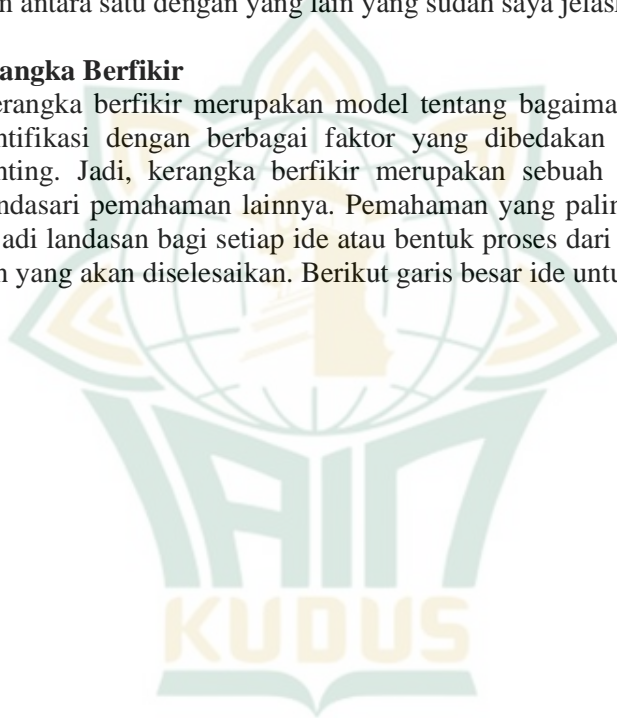 n antara satu dengan yang lain yang sudah saya jelas
angka Berfikir
erangka berfikir merupakan model tentang bagaima
ntifikasi dengan berbagai faktor yang dibedakan
nting. Jadi, kerangka berfikir merupakan sebuah
ndasari pemahaman lainnya. Pemahaman yang palin
adi landasan bagi setiap ide atau bentuk proses dari
n yang akan diselesaikan. Berikut garis besar ide untu
IAIN
KUDUS